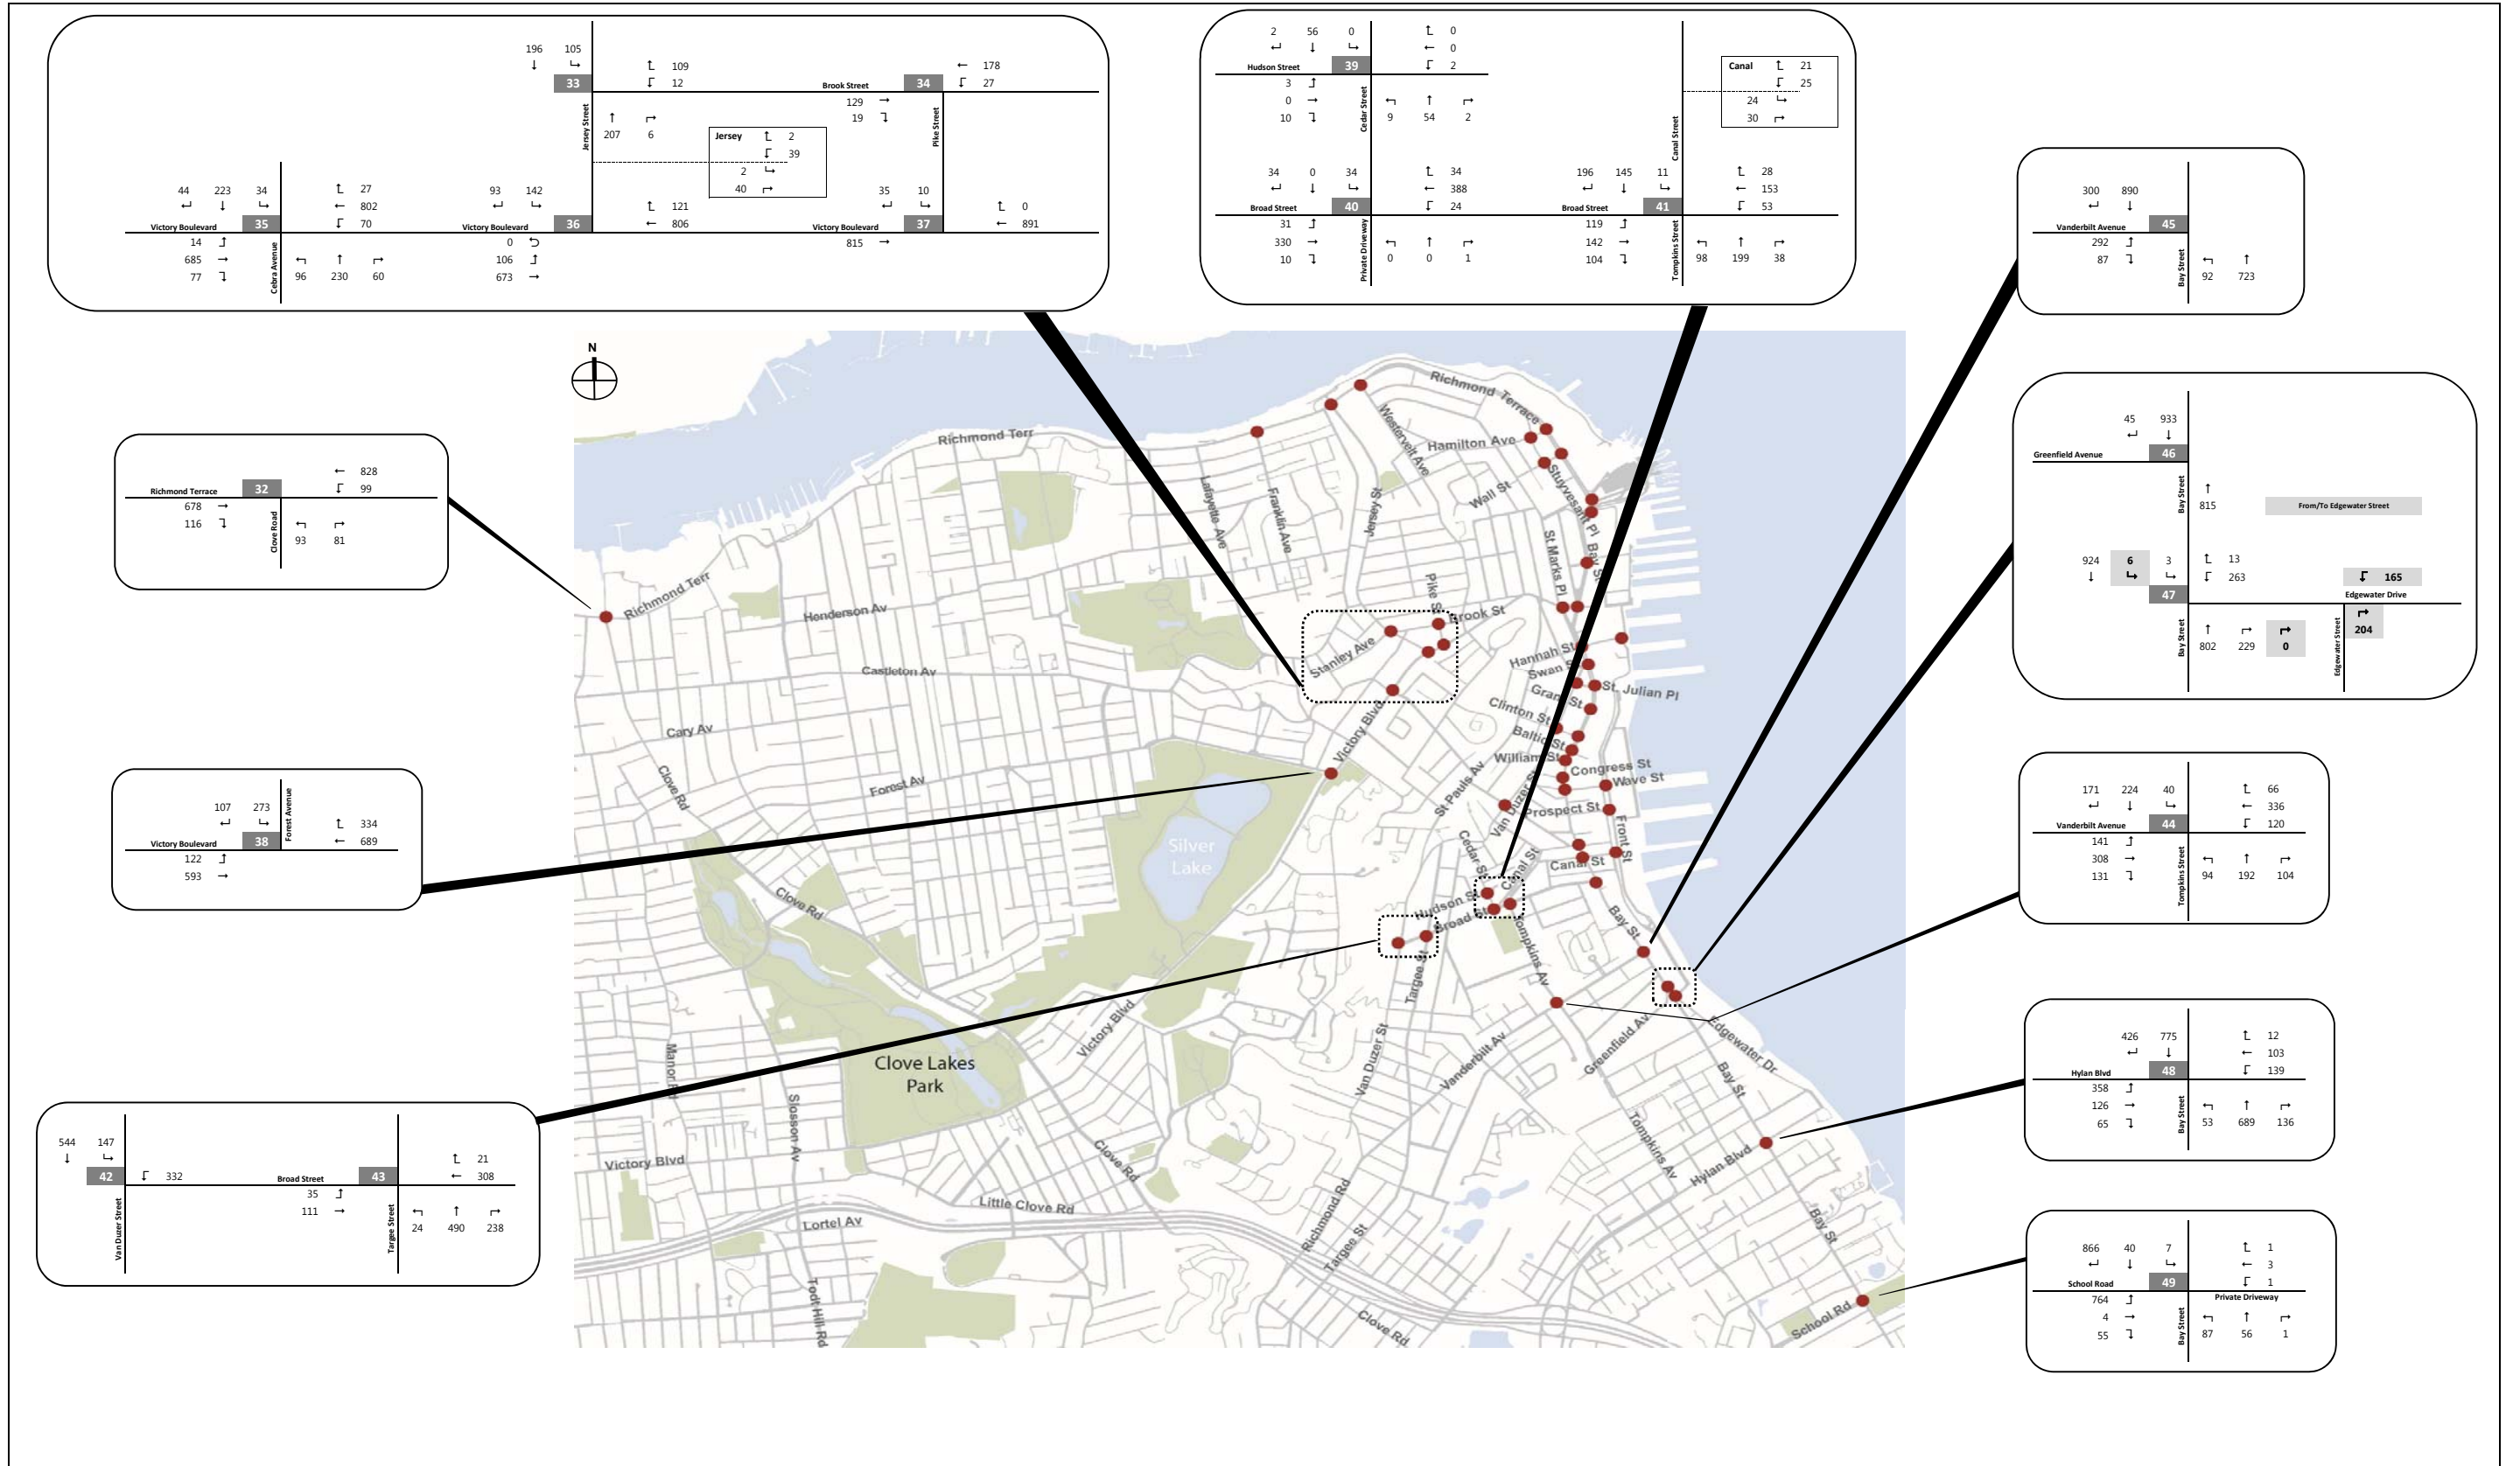 196 105
33
109
12
Jersey Street
207 6
Brook Street
34
178
27
129
19
Pike Street
Jersey
2
39
2
40
44 223 34
27
802
70
Victory Boulevard
35
14
685
77
Cebra Avenue
96 230 60
93 142
Victory Boulevard
36
121
806
0
106
673
35 10
Victory Boulevard
37
0
891
815
2 56 0
0
0
2
Hudson Street
39
3
0
10
Cedar Street
9 54 2
Canal
21
25
24
30
Canal Street
34 0 34
34
388
24
Broad Street
40
31
330
10
Private Driveway
0 0 1
196 145 11
28
153
53
Broad Street
41
119
142
104
Tompkins Street
98 199 38
300 890
Vanderbilt Avenue
45
292
87
Bay Street
92 723
45 933
Greenfield Avenue
46
Bay Street
815
From/To Edgewater Street
924 6 3
13
263
165
47
Edgewater Drive
Bay Street
802 229 0
Edgewater Street
204
828
99
Richmond Terrace
32
678
116
Clove Road
93 81
107 273
Forest Avenue
334
689
Victory Boulevard
38
122
593
171 224 40
66
336
120
Vanderbilt Avenue
44
141
308
131
Tompkins Street
94 192 104
426 775
12
103
139
Hylan Blvd
48
358
126
65
Bay Street
53 689 136
544 147
42
332
Van Duzer Street
Broad Street
43
21
308
35
111
Targee Street
24 490 238
866 40 7
1
3
1
School Road
49
Private Driveway
764
4
55
Bay Street
87 56 1
N
Richmond Terrace
Richmond Terr
Westervelt Ave
Hamilton Ave
Lafayette Ave
Franklin Ave
Jersey St
Wall St
Stuyvesant Pl
Bay St
St Marks Pl
Richmond Terr
Henderson Av
Pike St
Brook St
Stanley Ave
Castleton Av
Hannah St
Swan St
St. Julian Pl
Grant St
Clinton St
Baltic St
William St
Congress St
Wave St
Cary Av
Victory Blvd
Clove Rd
Forest Av
St Pauls Av
Van Duzer St
Prospect St
Front St
Silver
Lake
Cedar St
Canal St
Canal St
Clove Rd
Hudson St
Broad St
Tompkins Av
Bay St
Targee St
Victory Blvd
Clove Lakes
Park
Manor Rd
Slosson Av
Van Duzer St
Vanderbilt Av
Greenfield Av
Edgewater Dr
Bay St
Tompkins Av
Hylan Blvd
Victory Blvd
Clove Rd
Little Clove Rd
Lortel Av
Richmond Rd
Targee St
Bay St
Todt Hill Rd
Clove Rd
School Rd